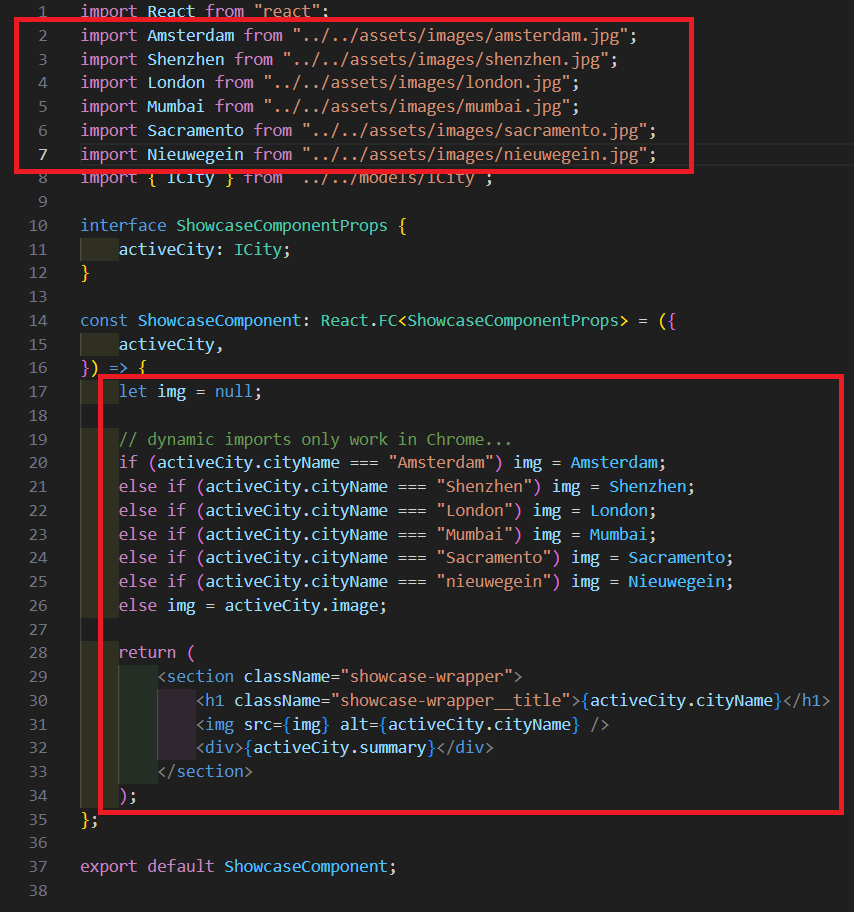 1 import React from "react";
2 import Amsterdam from "../../assets/images/amsterdam.jpg";
3 import Shenzhen from "../../assets/images/shenzhen.jpg";
4 import London from "../../assets/images/london.jpg";
5 import Mumbai from "../../assets/images/mumbai.jpg";
6 import Sacramento from "../../assets/images/sacramento.jpg";
7 import Nieuwegein from "../../assets/images/nieuwegein.jpg";
8 import { ICity } from "../../models/ICity";
9
10 interface ShowcaseComponentProps {
11     activeCity: ICity;
12 }
13
14 const ShowcaseComponent: React.FC<ShowcaseComponentProps> = ({
15     activeCity,
16 }) => {
17     let img = null;
18
19     // dynamic imports only work in Chrome...
20     if (activeCity.cityName === "Amsterdam") img = Amsterdam;
21     else if (activeCity.cityName === "Shenzhen") img = Shenzhen;
22     else if (activeCity.cityName === "London") img = London;
23     else if (activeCity.cityName === "Mumbai") img = Mumbai;
24     else if (activeCity.cityName === "Sacramento") img = Sacramento;
25     else if (activeCity.cityName === "nieuwegein") img = Nieuwegein;
26     else img = activeCity.image;
27
28     return (
29         <section className="showcase-wrapper">
30             <h1 className="showcase-wrapper__title">{activeCity.cityName}</h1>
31             <img src={img} alt={activeCity.cityName} />
32             <div>{activeCity.summary}</div>
33         </section>
34     );
35 };
36
37 export default ShowcaseComponent;
38